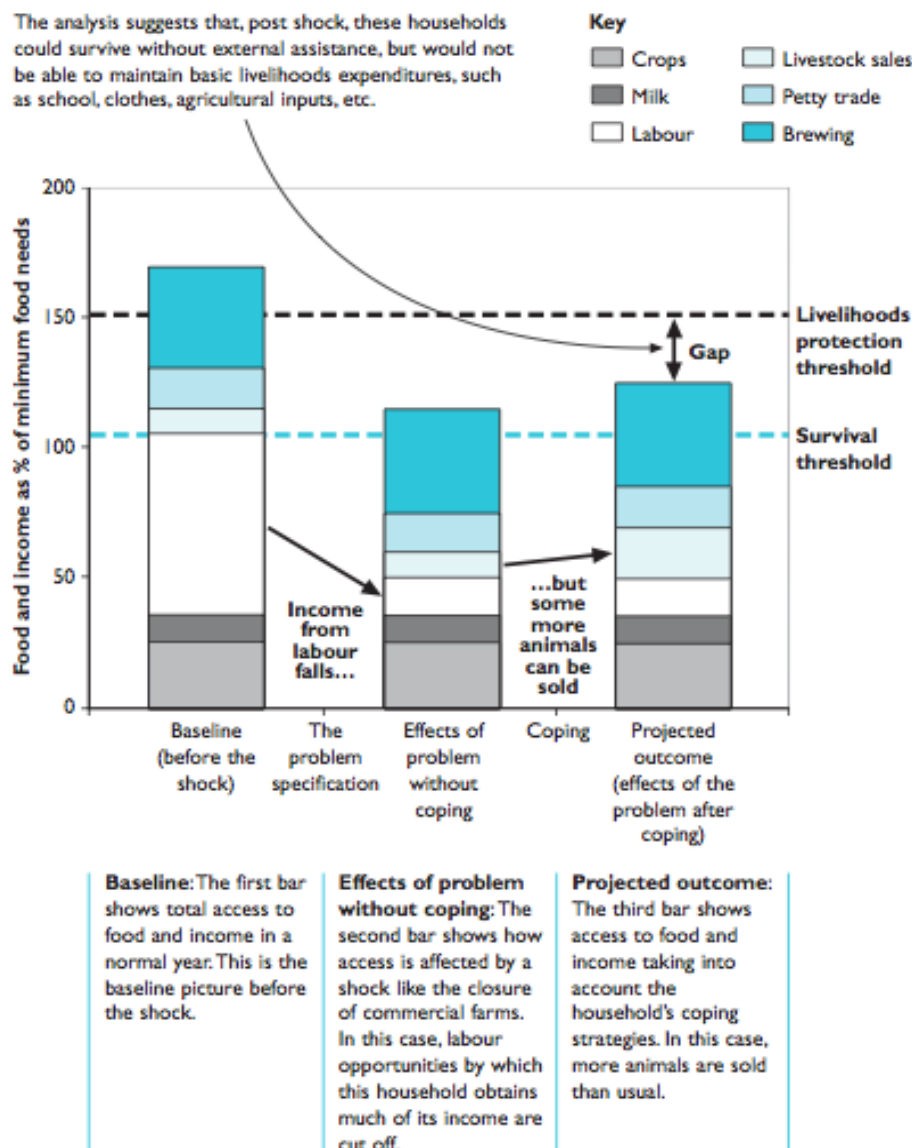 The analysis suggests that, post shock, these households
could survive without external assistance, but would not
be able to maintain basic livelihoods expenditures, such
as school, clothes, agricultural inputs, etc.
Key
Crops
Livestock sales
Milk
Petty trade
Labour
Brewing
Food and income as % of minimum food needs
200
150
100
50
0
Livelihoods
protection
threshold
Gap
Survival
threshold
Income
from
labour
falls...
...but
some
more
animals
can be
sold
Baseline
(before the
shock)
The
problem
specification
Effects of
problem
without
coping
Coping
Projected
outcome
(effects of the
problem after
coping)
Baseline: The first bar
shows total access to
food and income in a
normal year. This is the
baseline picture before
the shock.
Effects of problem
without coping: The
second bar shows how
access is affected by a
shock like the closure
of commercial farms.
In this case, labour
opportunities by which
this household obtains
much of its income are
cut off.
Projected outcome:
The third bar shows
access to food and
income taking into
account the
household's coping
strategies. In this case,
more animals are sold
than usual.